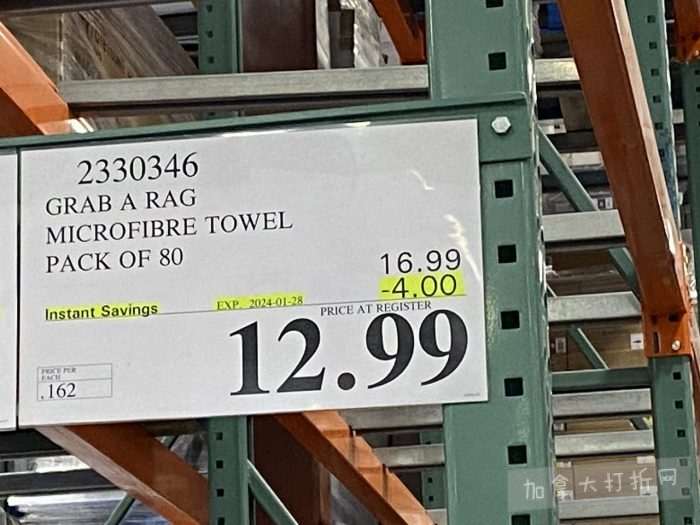 2330346
GRAB A RAG
MICROFIBRE TOWEL
PACK OF 80
16.99
Instant Savings EXP. 2024-01-28 -4.00
PRICE AT REGISTER
12.99
PRICE PER
EACH
.162
加拿大打折网